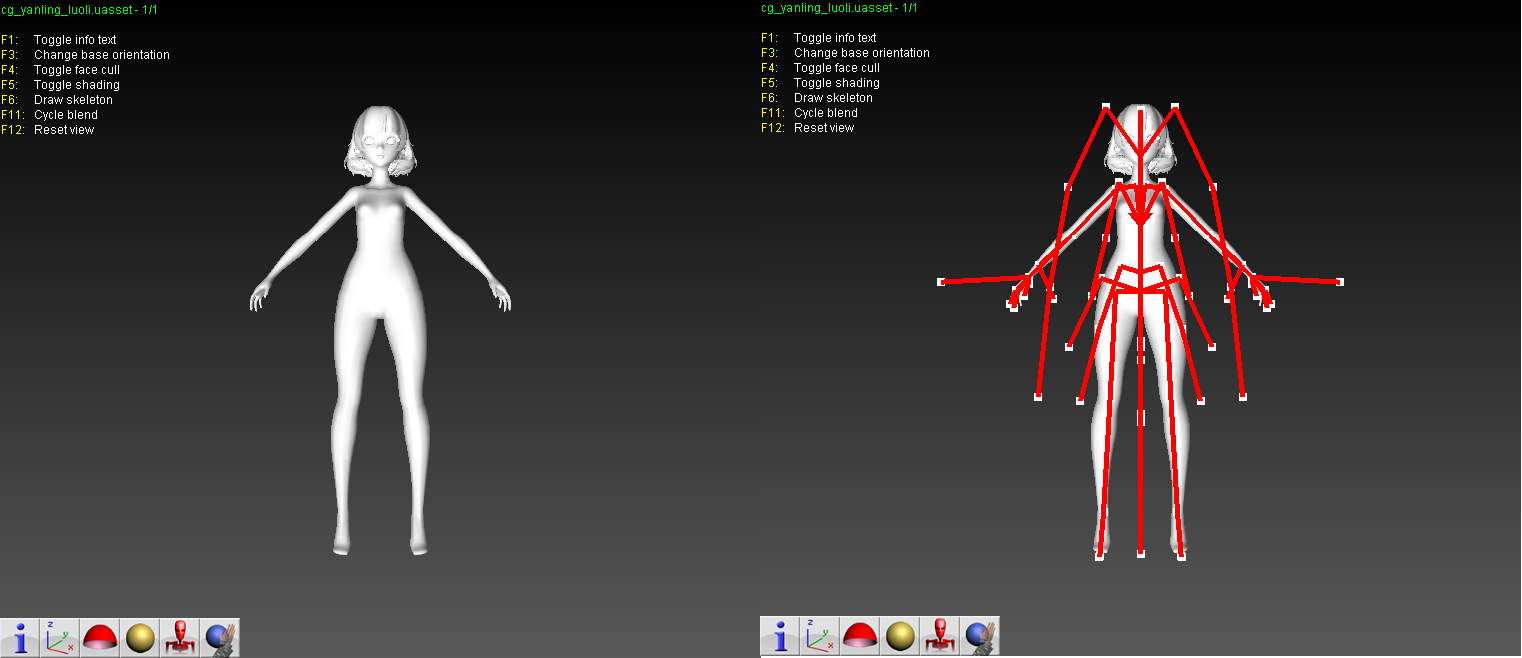 cg_yanling_luoli.uasset - 1/1
F1: Toggle info text
F3: Change base orientation
F4: Toggle face cull
F5: Toggle shading
F6: Draw skeleton
F11: Cycle blend
F12: Reset view
z
y
x
i
cg_yanling_luoli.uasset - 1/1
F1: Toggle info text
F3: Change base orientation
F4: Toggle face cull
F5: Toggle shading
F6: Draw skeleton
F11: Cycle blend
F12: Reset view
z
y
x
i